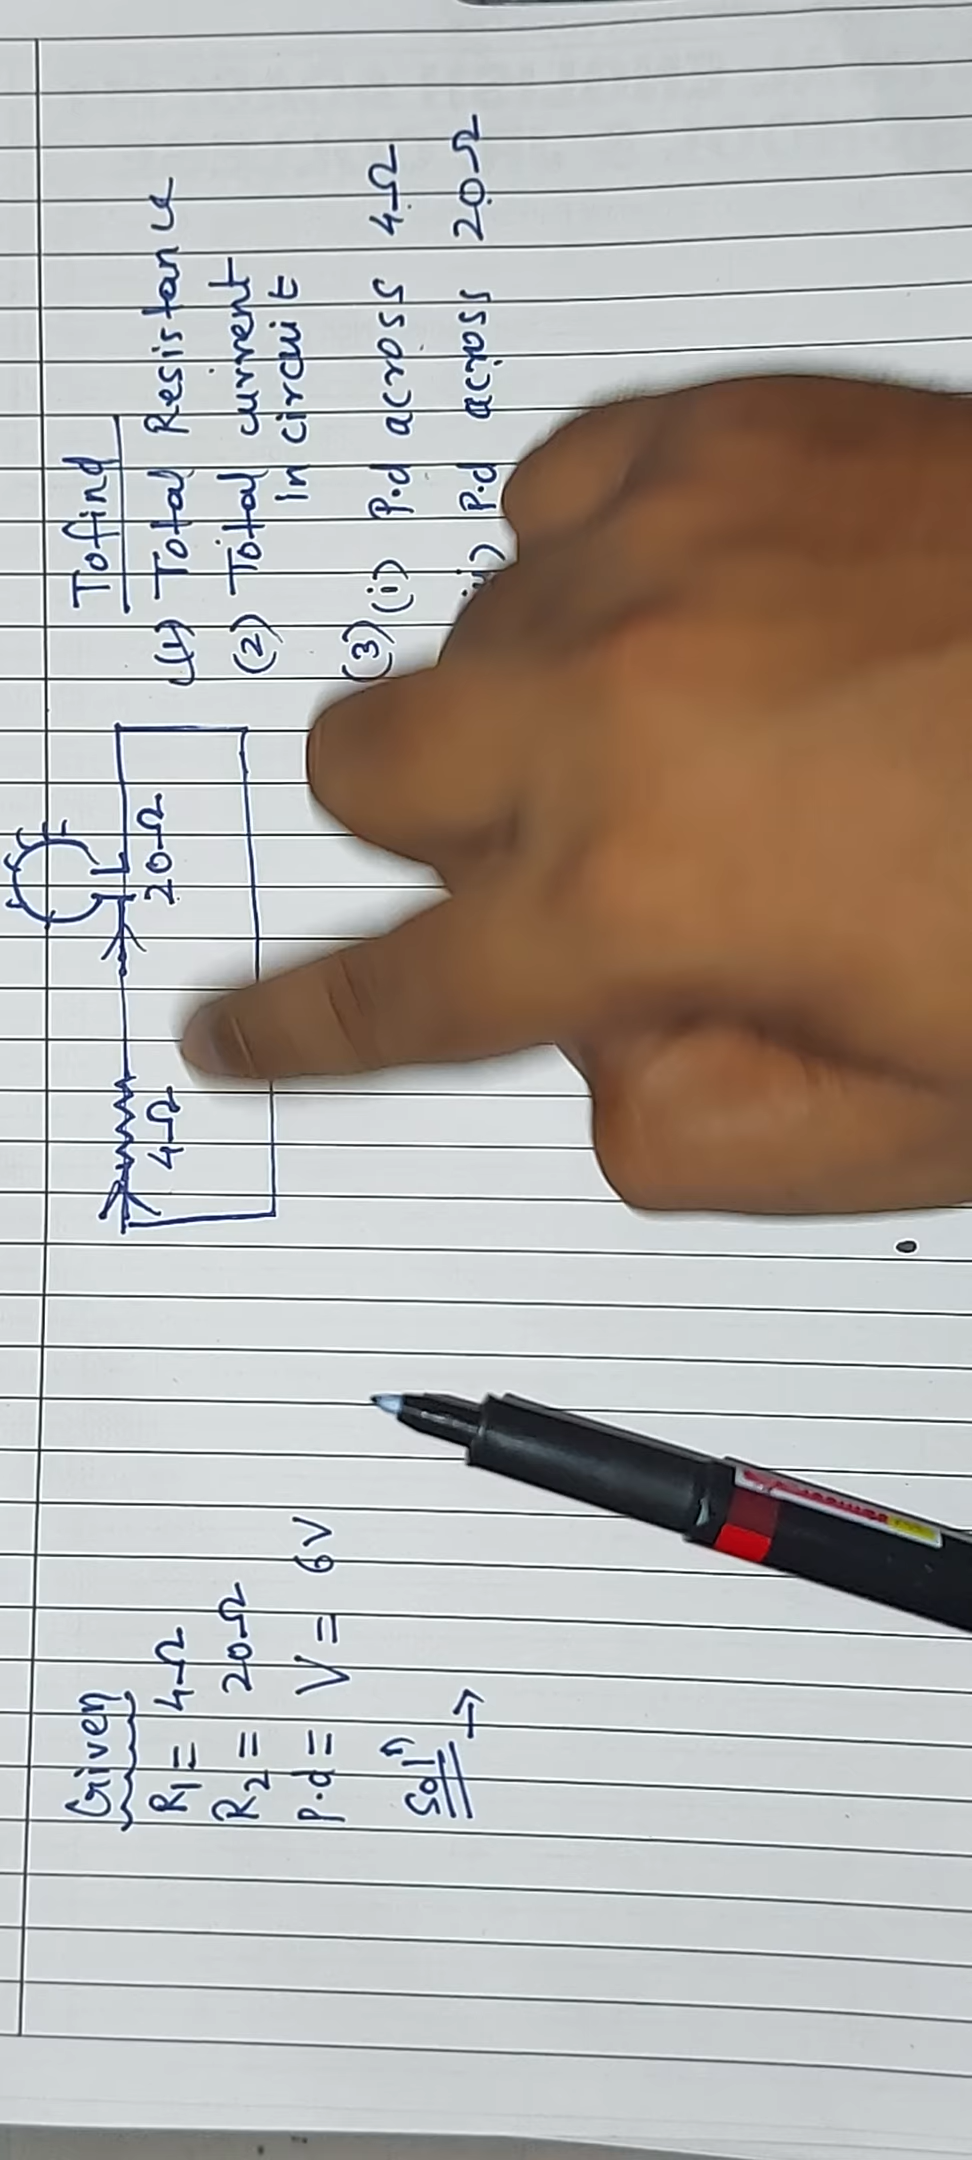 Given
R1 = 4Ω
R2 = 20Ω
P.d = V = 6V
Solⁿ →
4Ω
20Ω
To find
(1) Total Resistance
(2) Total current
in circuit
(3) (i) P.d across 4Ω
P.d across 20Ω